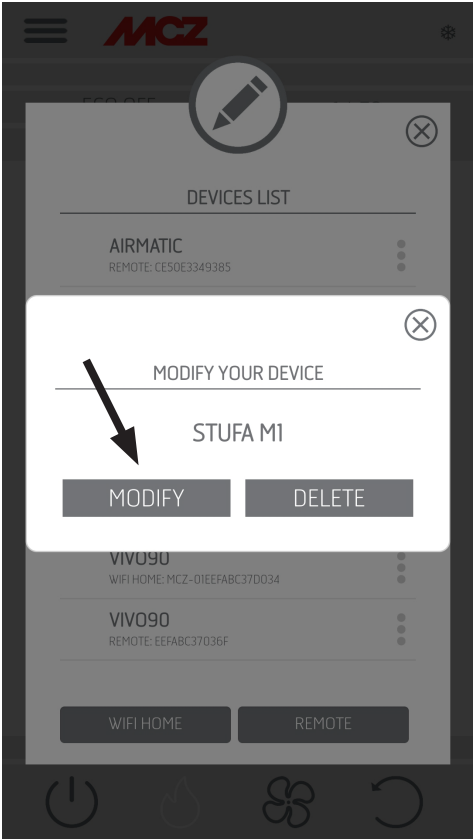 MCZ
DEVICES LIST
AIRMATIC
REMOTE: CE50E3349385
MODIFY YOUR DEVICE
STUFA M1
MODIFY DELETE
VIVO90
WIFI HOME: MCZ-01EEFABC37D034
VIVO90
REMOTE: EEFABC37036F
WIFI HOME REMOTE